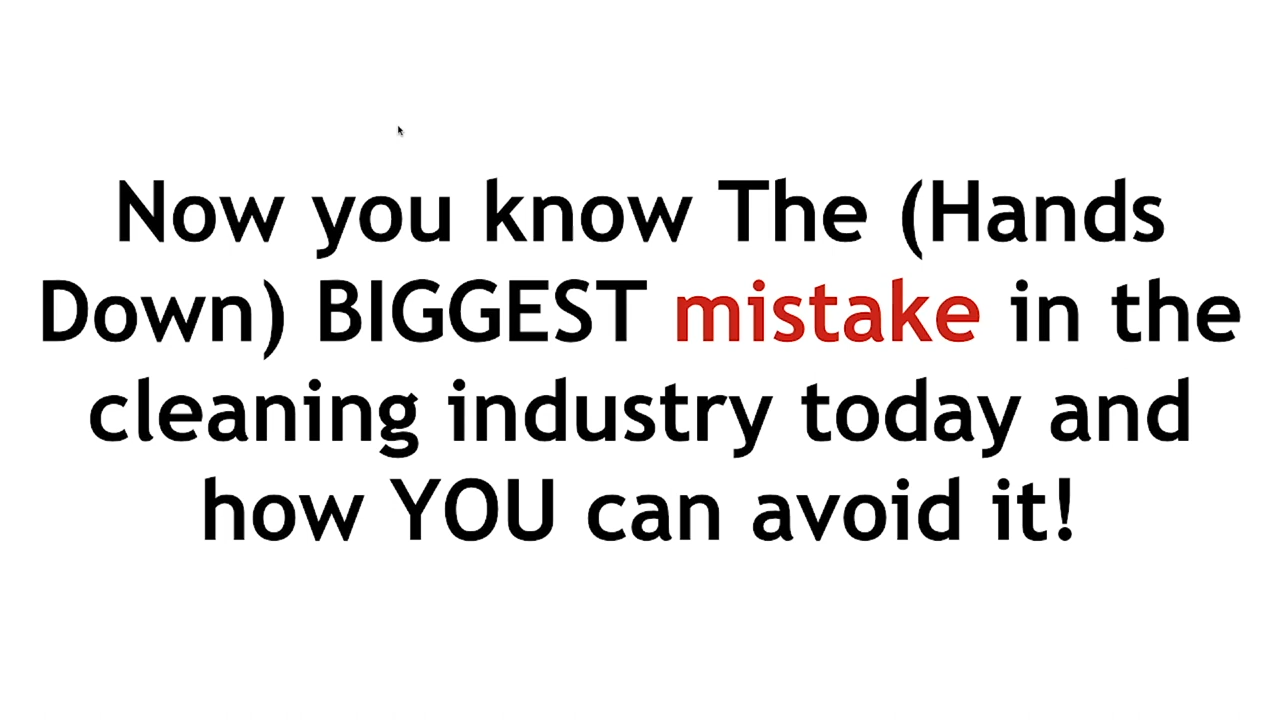 Now you know The (Hands
Down) BIGGEST mistake in the
cleaning industry today and
how YOU can avoid it!